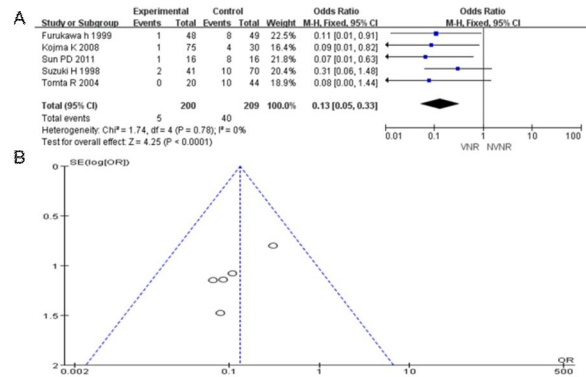 A
Experimental Control Odds Ratio Odds Ratio
Study or Subgroup Events Total Events Total Weight M-H, Fixed, 95% CI M-H, Fixed, 95% CI
Furukawa h 1999 1 48 8 49 22.5% 0.11 [0.01, 0.91]
Kojma K 2008 1 75 4 30 16.4% 0.09 [0.01, 0.82]
Sun PD 2011 1 16 8 16 21.8% 0.07 [0.01, 0.63]
Suzuki H 1998 2 41 10 70 20.4% 0.31 [0.06, 1.48]
Tomta R 2004 0 20 10 44 18.9% 0.08 [0.00, 1.44]
Total (95% CI) 200 209 100.0% 0.13 [0.05, 0.33]
Total events 5 40
Heterogeneity: Chi² = 1.74, df = 4 (P = 0.78); I² = 0%
Test for overall effect: Z = 4.25 (P < 0.0001)
0.01 0.1 1 10 100
VNR NVNR
B
SE(log[OR])
0
0.5
1
1.5
2
OR
0.002 0.1 1 10 500